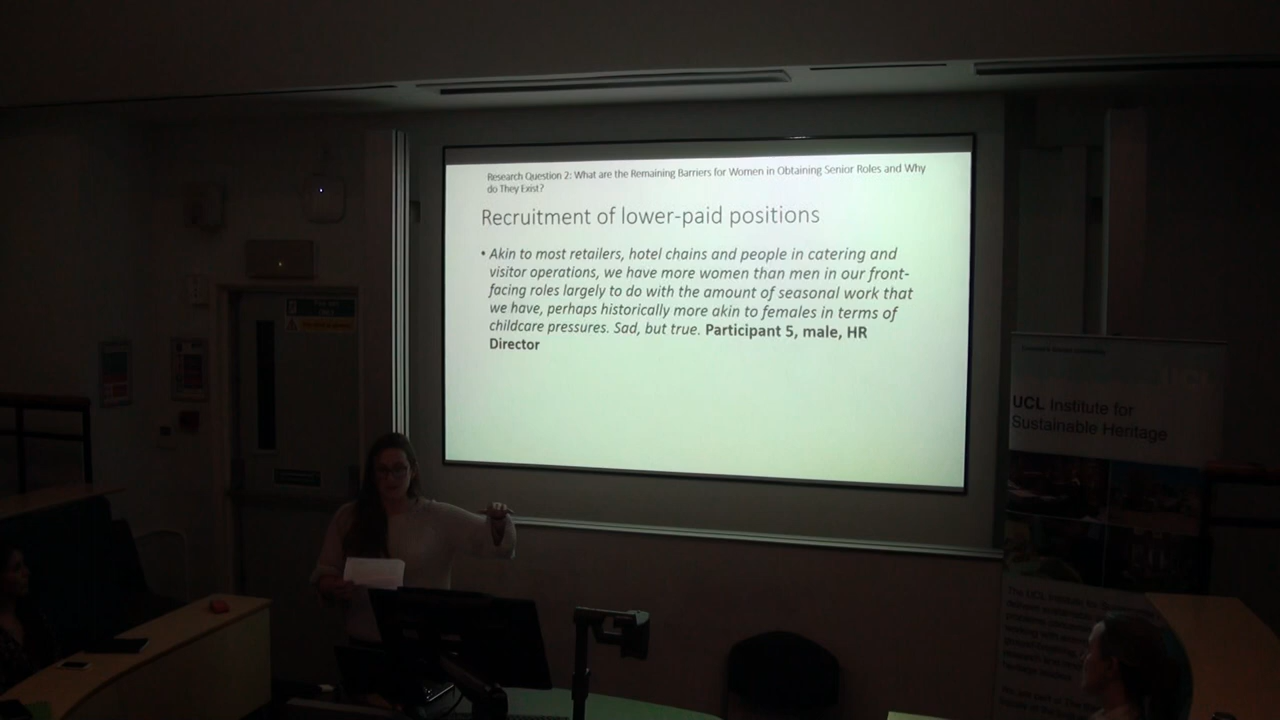 Research Question 2: What are the Remaining Barriers for Women in Obtaining Senior Roles and Why
do They Exist?
Recruitment of lower-paid positions
• Akin to most retailers, hotel chains and people in catering and
visitor operations, we have more women than men in our front-
facing roles largely to do with the amount of seasonal work that
we have, perhaps historically more akin to females in terms of
childcare pressures. Sad, but true. Participant 5, male, HR
Director
UCL Institute for
Sustainable Heritage
The UCL Institute for